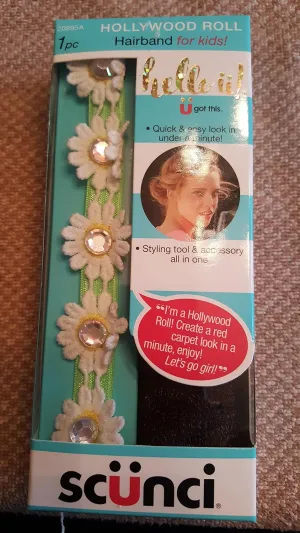 20895A
HOLLYWOOD ROLL
1pc
Hairband for kids!
hello ü!
ü got this.
• Quick & easy look in
under a minute!
• Styling tool & accessory
all in one
"I'm a Hollywood
Roll! Create a red
carpet look in a
minute, enjoy!
Let's go girl!"
scünci